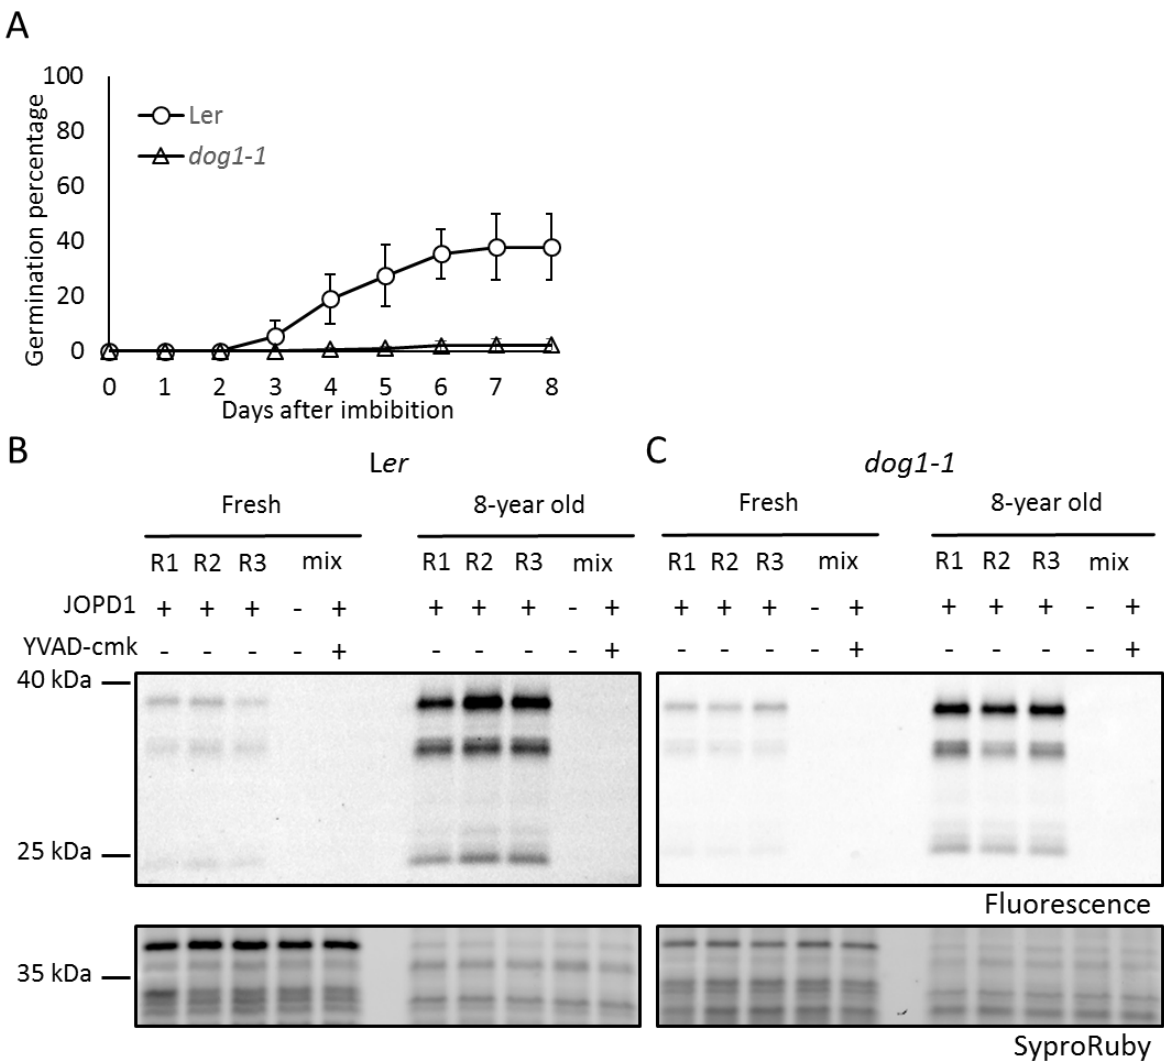 A
100
80
60
40
20
0
Germination percentage
Ler
dog1-1
0 1 2 3 4 5 6 7 8
Days after imbibition
B Ler C dog1-1
Fresh 8-year old Fresh 8-year old
R1 R2 R3 mix R1 R2 R3 mix R1 R2 R3 mix R1 R2 R3 mix
JOPD1 + + + - + + + + - + + + + - + + + + - +
YVAD-cmk - - - - + - - - - + - - - - + - - - - +
40 kDa
25 kDa
Fluorescence
35 kDa
SyproRuby